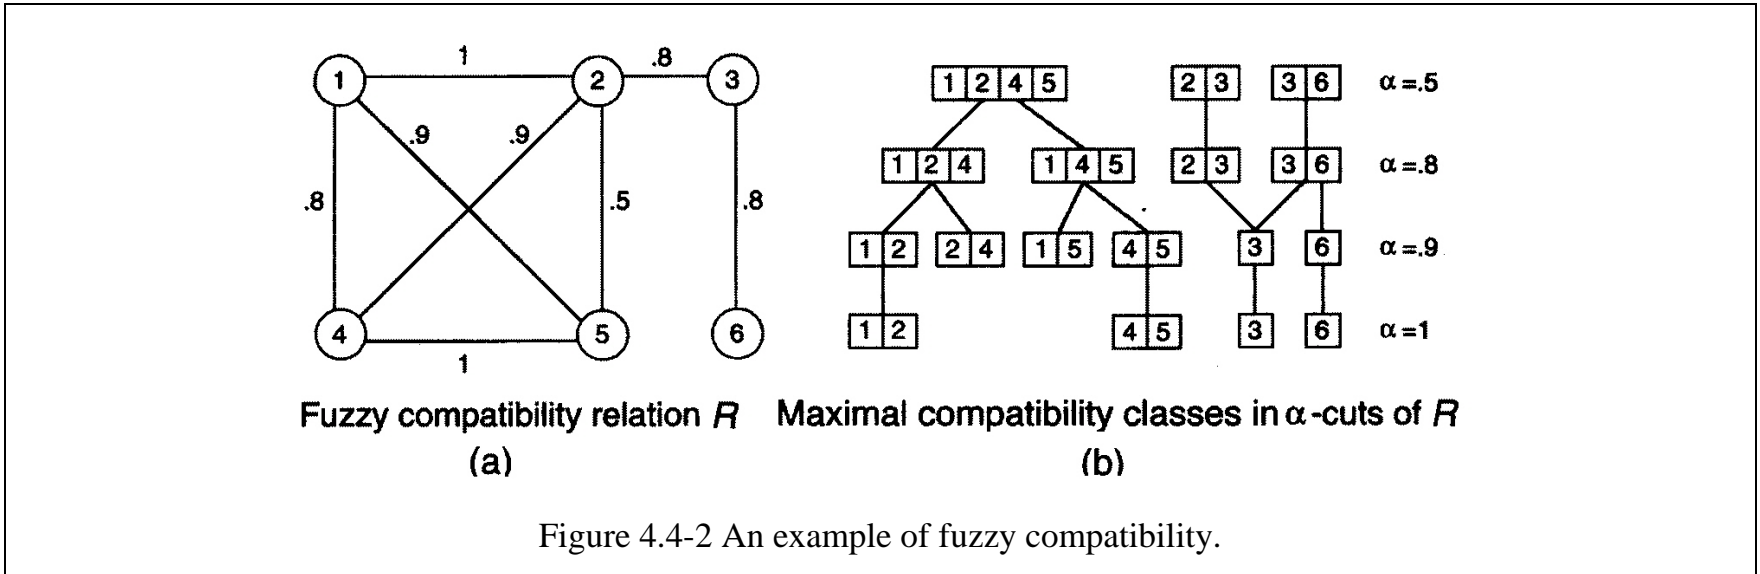 1 .8
1 2 3
.9 .9
.8 .5 .8
4 5 6
1
1 2 4 5 2 3 3 6 α=.5
1 2 4 1 4 5 2 3 3 6 α=.8
1 2 2 4 1 5 4 5 3 6 α=.9
1 2 4 5 3 6 α=1
Fuzzy compatibility relation R
(a)
Maximal compatibility classes in α-cuts of R
(b)
Figure 4.4-2 An example of fuzzy compatibility.